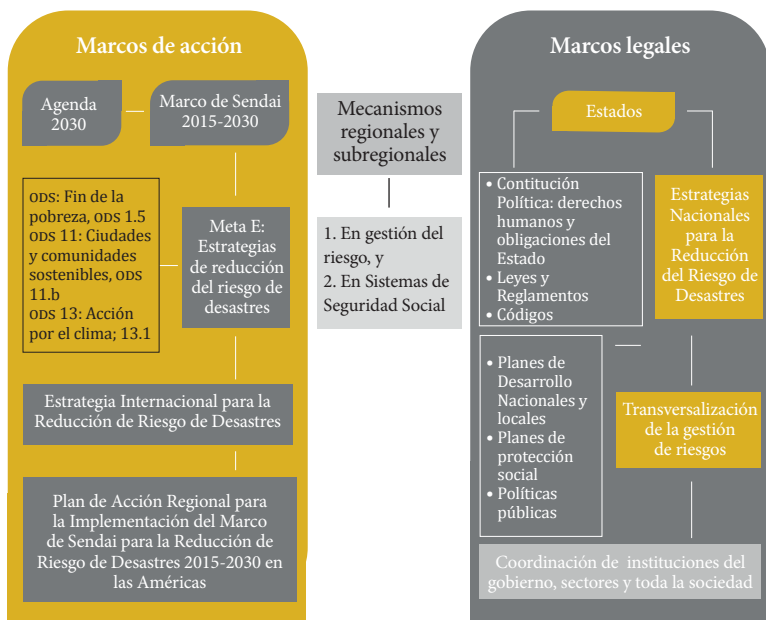 Marcos de acción
Agenda
2030
Marco de Sendai
2015-2030
ODS: Fin de la
pobreza, ODS 1.5
ODS 11: Ciudades
y comunidades
sostenibles, ODS
11.b
ODS 13: Acción
por el clima; 13.1
Meta E:
Estrategias
de reducción
del riesgo de
desastres
Estrategia Internacional para la
Reducción de Riesgo de Desastres
Plan de Acción Regional para
la Implementación del Marco
de Sendai para la Reducción de
Riesgo de Desastres 2015-2030 en
las Américas
Mecanismos
regionales y
subregionales
1. En gestión del
riesgo, y
2. En Sistemas de
Seguridad Social
Marcos legales
Estados
• Contitución
Política: derechos
humanos y
obligaciones del
Estado
• Leyes y
Reglamentos
• Códigos
Estrategias
Nacionales
para la
Reducción
del Riesgo de
Desastres
• Planes de
Desarrollo
Nacionales y
locales
• Planes de
protección
social
• Políticas
públicas
Transversalización
de la gestión
de riesgos
Coordinación de instituciones del
gobierno, sectores y toda la sociedad